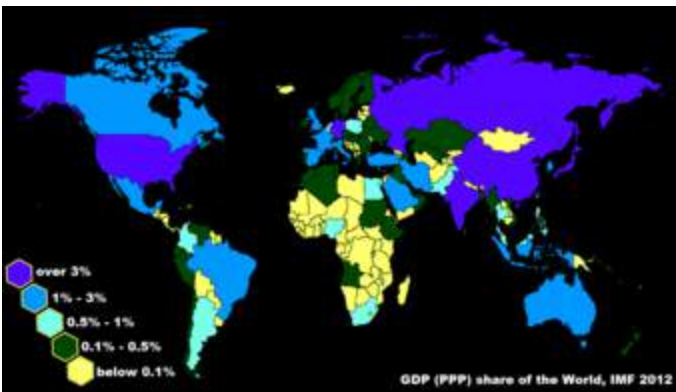 over 3%
1% - 3%
0.5% - 1%
0.1% - 0.5%
below 0.1%
GDP (PPP) share of the World, IMF 2012